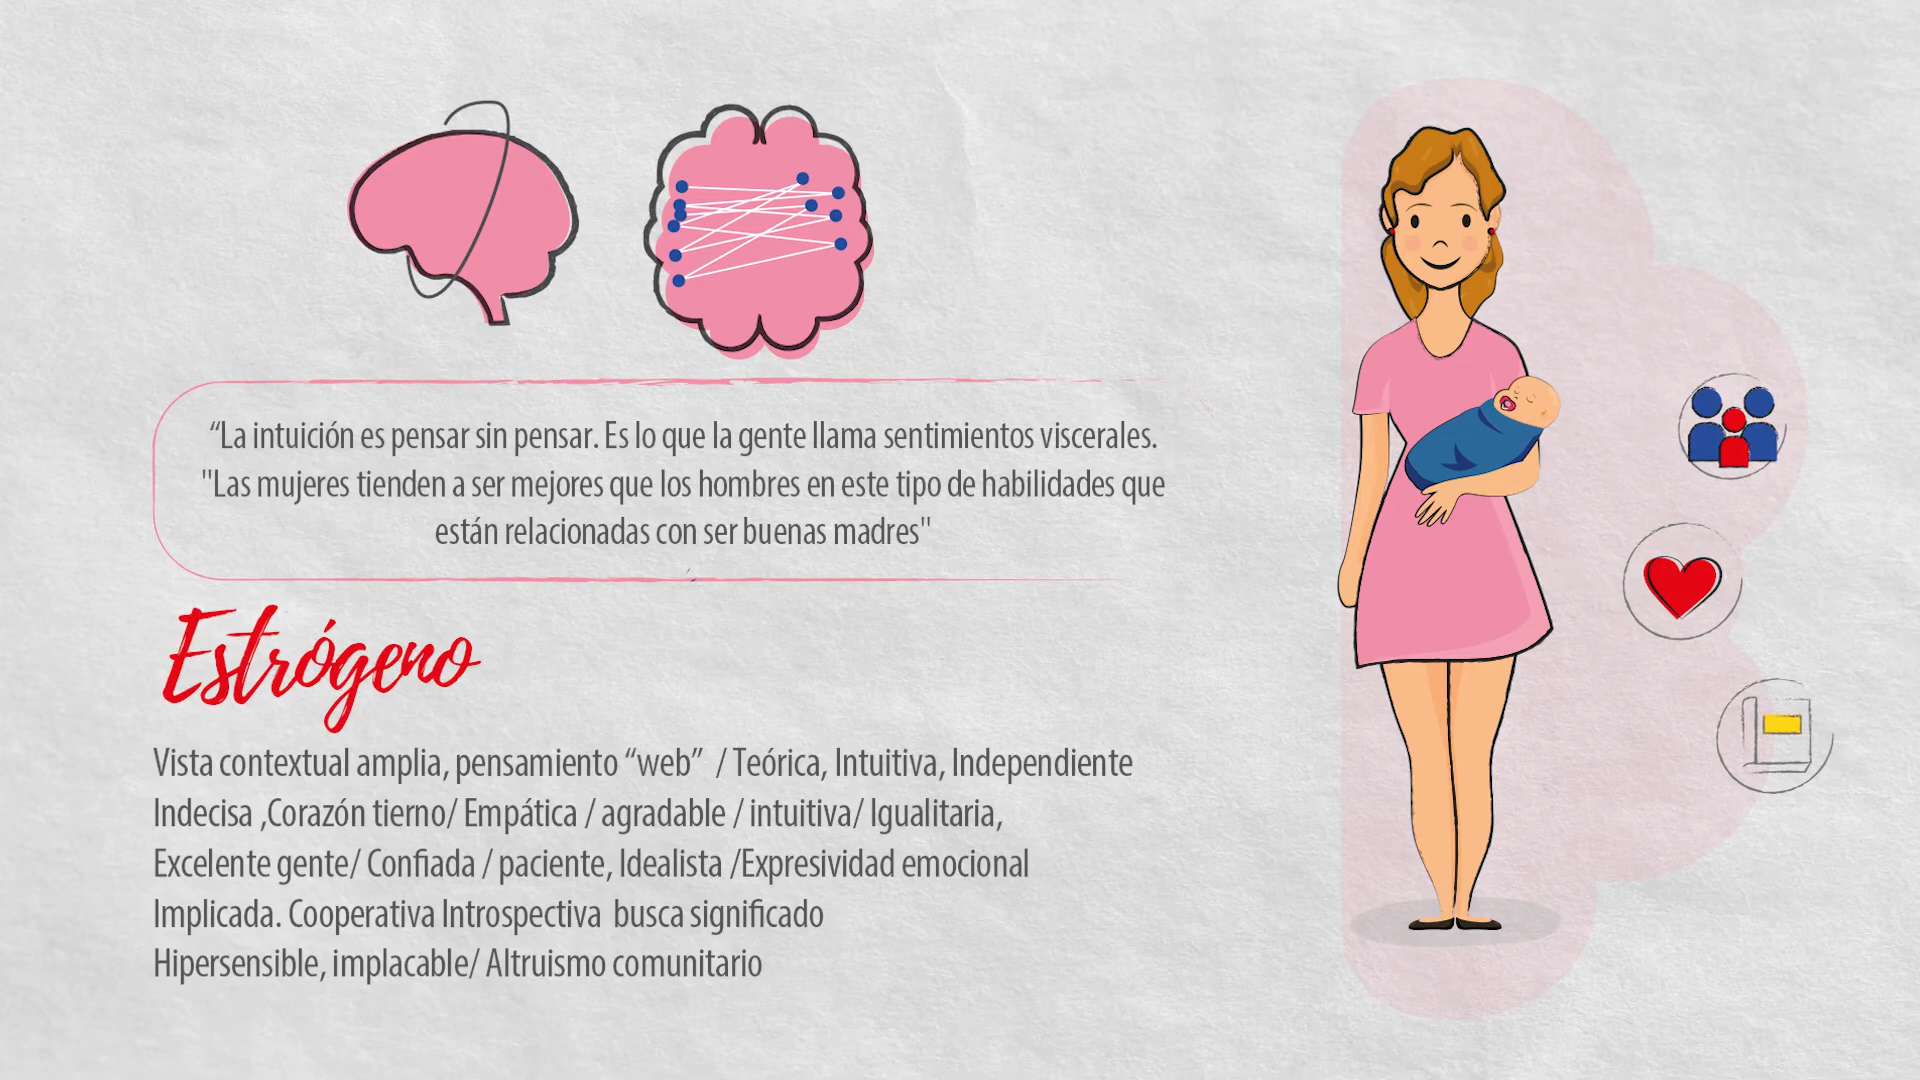 “La intuición es pensar sin pensar. Es lo que la gente llama sentimientos viscerales.
"Las mujeres tienden a ser mejores que los hombres en este tipo de habilidades que
están relacionadas con ser buenas madres"
Estrógeno
Vista contextual amplia, pensamiento “web” / Teórica, Intuitiva, Independiente
Indecisa ,Corazón tierno/ Empática / agradable / intuitiva/ Igualitaria,
Excelente gente/ Confiada / paciente, Idealista /Expresividad emocional
Implicada. Cooperativa Introspectiva busca significado
Hipersensible, implacable/ Altruismo comunitario